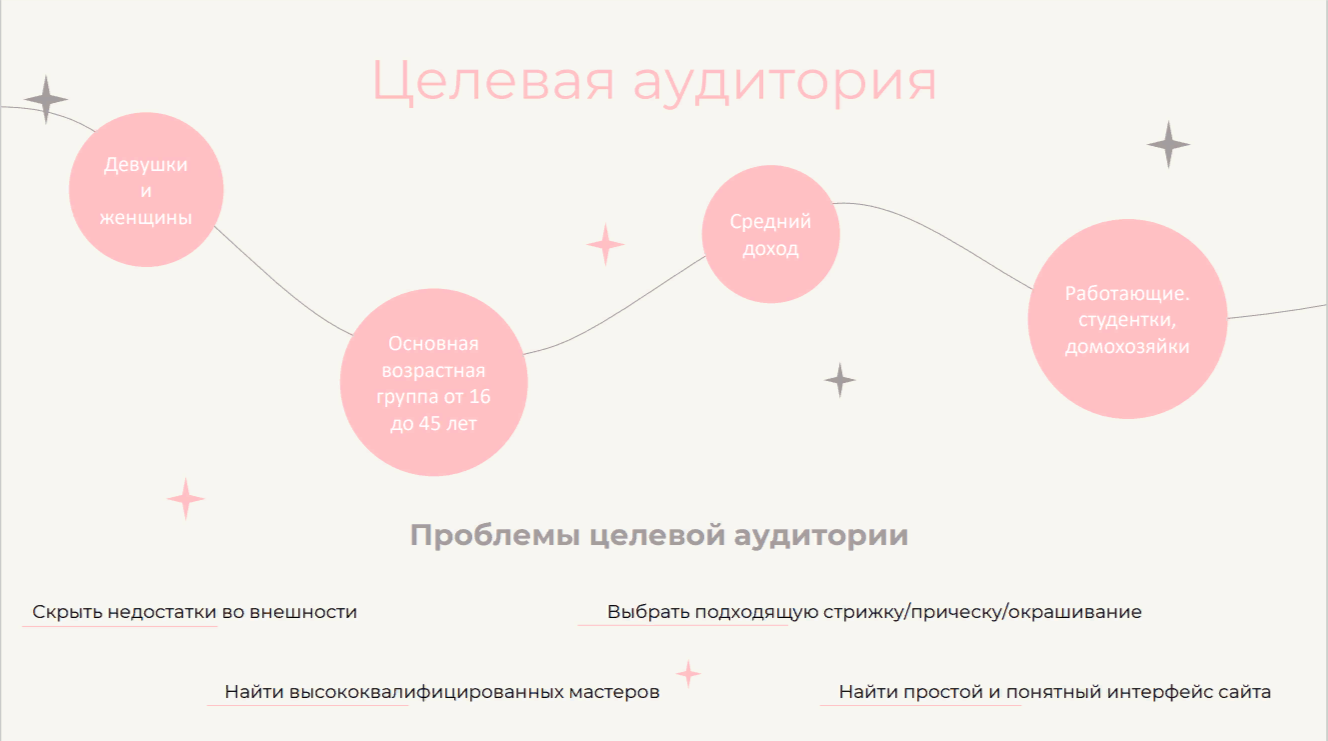 Целевая аудитория
Девушки
и
женщины
Основная
возрастная
группа от 16
до 45 лет
Средний
доход
Работающие.
студентки,
домохозяйки
Проблемы целевой аудитории
Скрыть недостатки во внешности
Выбрать подходящую стрижку/прическу/окрашивание
Найти высококвалифицированных мастеров
Найти простой и понятный интерфейс сайта